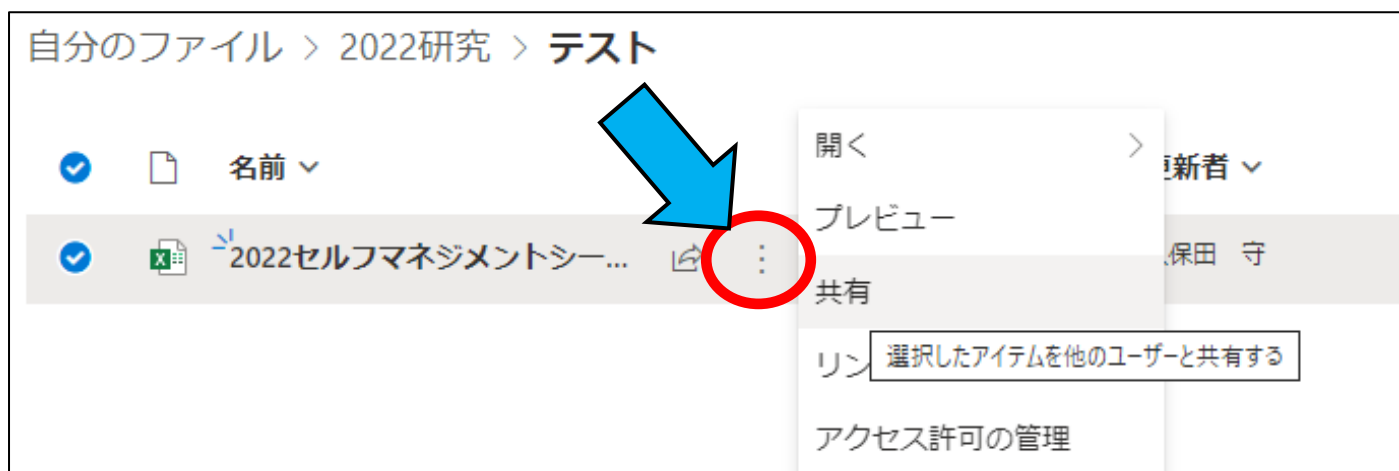 自分のファイル > 2022研究 > テスト
名前
更新者
2022セルフマネジメントシー...
保田 守
開く
プレビュー
共有
選択したアイテムを他のユーザーと共有する
リン
アクセス許可の管理